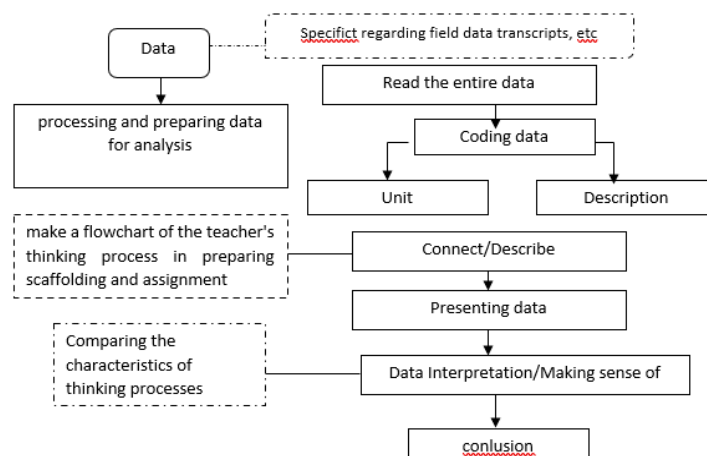 Data
Specifict regarding field data transcripts, etc
Read the entire data
processing and preparing data
for analysis
Coding data
Unit
Description
make a flowchart of the teacher's
thinking process in preparing
scaffolding and assignment
Connect/Describe
Presenting data
Comparing the
characteristics of
thinking processes
Data Interpretation/Making sense of
conlusion